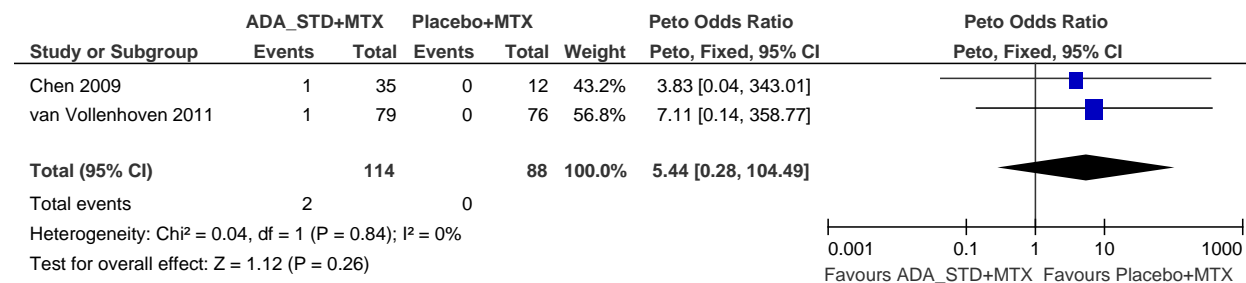 ADA_STD+MTX Placebo+MTX Peto Odds Ratio Peto Odds Ratio
Study or Subgroup Events Total Events Total Weight Peto, Fixed, 95% CI Peto, Fixed, 95% CI
Chen 2009 1 35 0 12 43.2% 3.83 [0.04, 343.01]
van Vollenhoven 2011 1 79 0 76 56.8% 7.11 [0.14, 358.77]
Total (95% CI) 114 88 100.0% 5.44 [0.28, 104.49]
Total events 2 0
Heterogeneity: Chi² = 0.04, df = 1 (P = 0.84); I² = 0%
Test for overall effect: Z = 1.12 (P = 0.26)
0.001 0.1 1 10 1000
Favours ADA_STD+MTX Favours Placebo+MTX